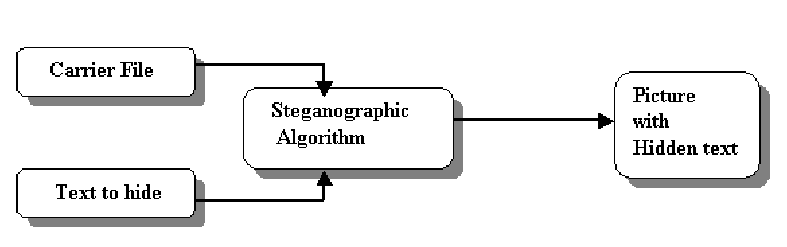 Carrier File
Text to hide
Steganographic
Algorithm
Picture
with
Hidden text